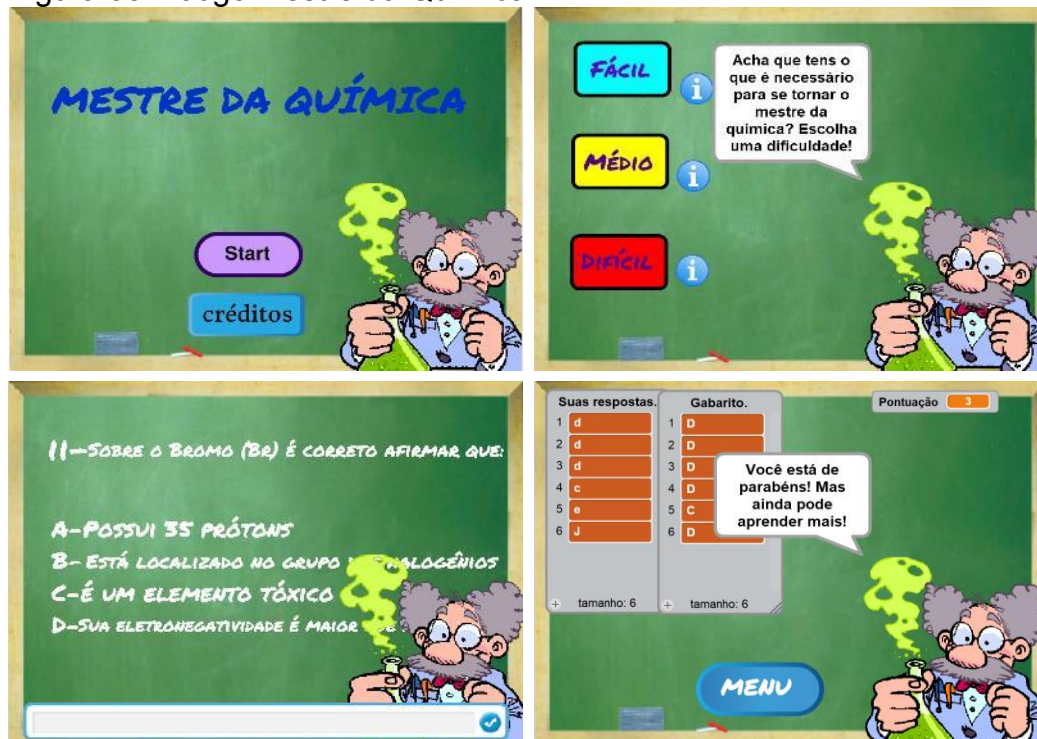 MESTRE DA QUÍMICA
Start
créditos
FÁCIL
MÉDIO
DIFÍCIL
Acha que tens o
que é necessário
para se tornar o
mestre da
quimica? Escolha
uma dificuldade!
11-SOBRE O BROMO (BR) É CORRETO AFIRMAR QUE:
A-POSSUI 35 PRÓTONS
B-ESTÁ LOCALIZADO NO GRUPO
C-É UM ELEMENTO TÓXICO
D-SUA ELETRONEGATIVIDADE É MAIOR
Suas respostas.
1 d
2 d
3 d
4 c
5 e
6 J
+ tamanho: 6
Gabarito.
1 D
2 D
3 D
4 D
5 C
6 D
+ tamanho: 6
Pontuação 3
Você está de
parabéns! Mas
ainda pode
aprender mais!
MENU